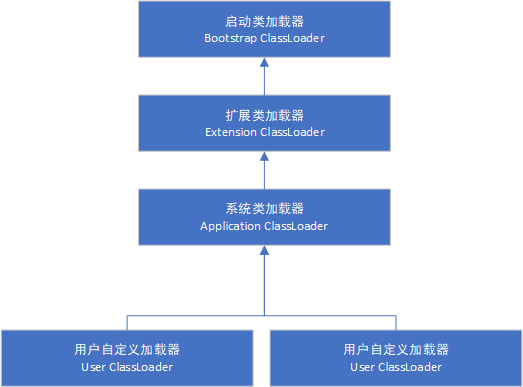 启动类加载器
Bootstrap ClassLoader
扩展类加载器
Extension ClassLoader
系统类加载器
Application ClassLoader
用户自定义加载器
User ClassLoader
用户自定义加载器
User ClassLoader